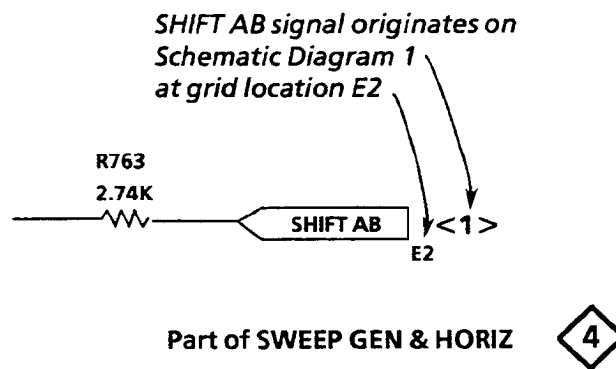 SHIFT AB signal originates on
Schematic Diagram 1
at grid location E2
R763
2.74K
SHIFT AB
E2 <1>
Part of SWEEP GEN & HORIZ 4